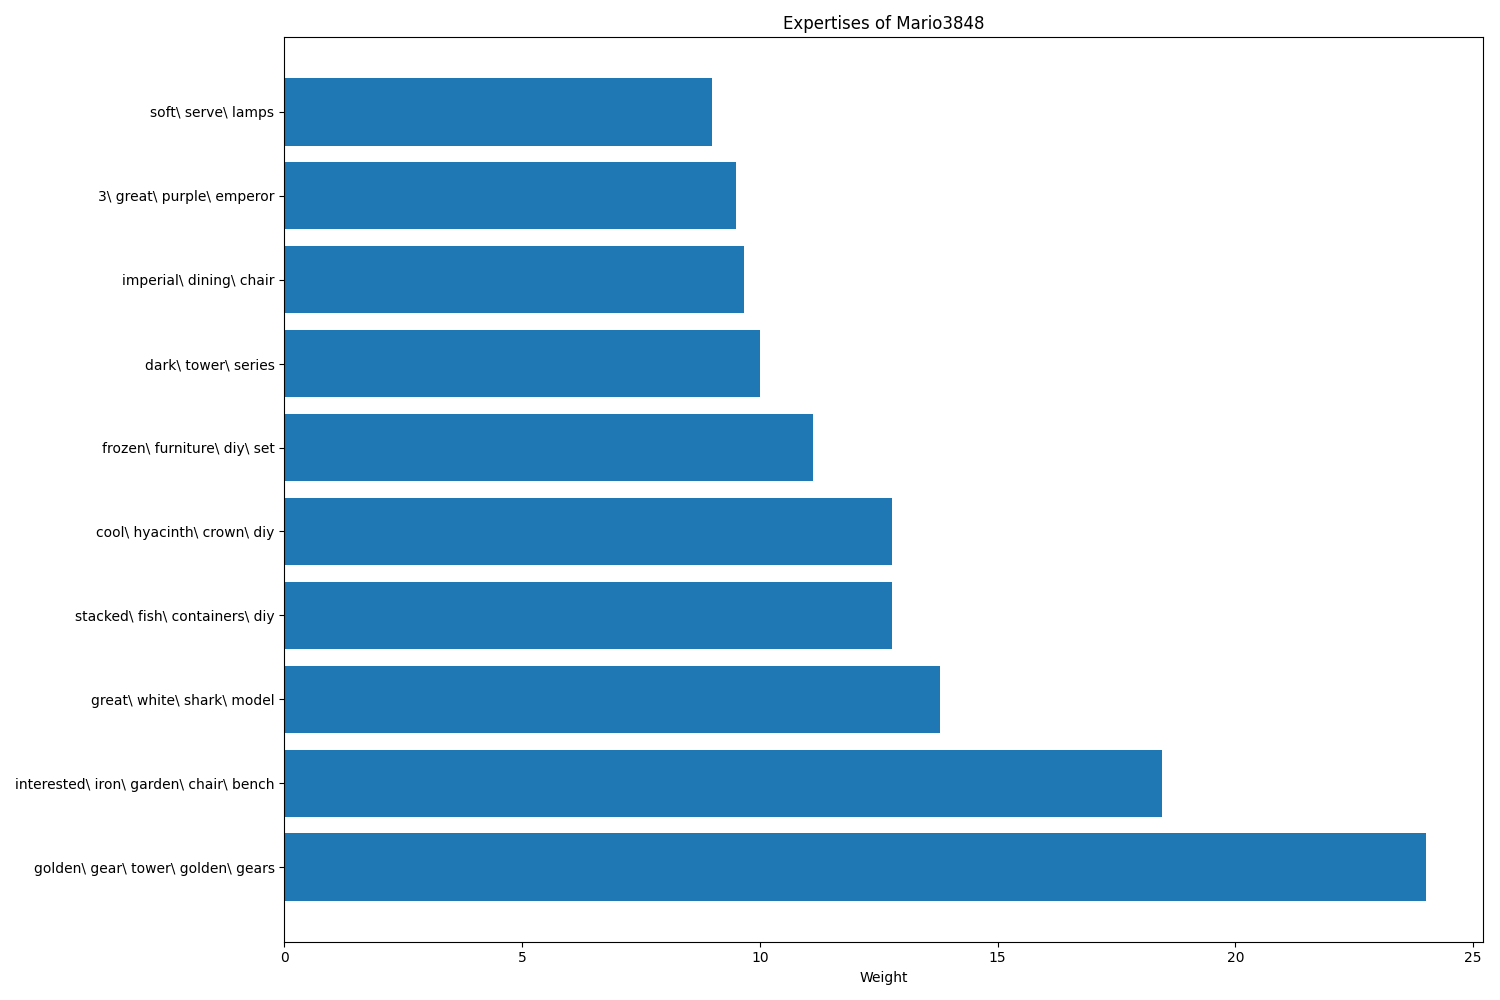 Expertises of Mario3848
soft\ serve\ lamps
3\ great\ purple\ emperor
imperial\ dining\ chair
dark\ tower\ series
frozen\ furniture\ diy\ set
cool\ hyacinth\ crown\ diy
stacked\ fish\ containers\ diy
great\ white\ shark\ model
interested\ iron\ garden\ chair\ bench
golden\ gear\ tower\ golden\ gears
0 5 10 15 20 25
Weight